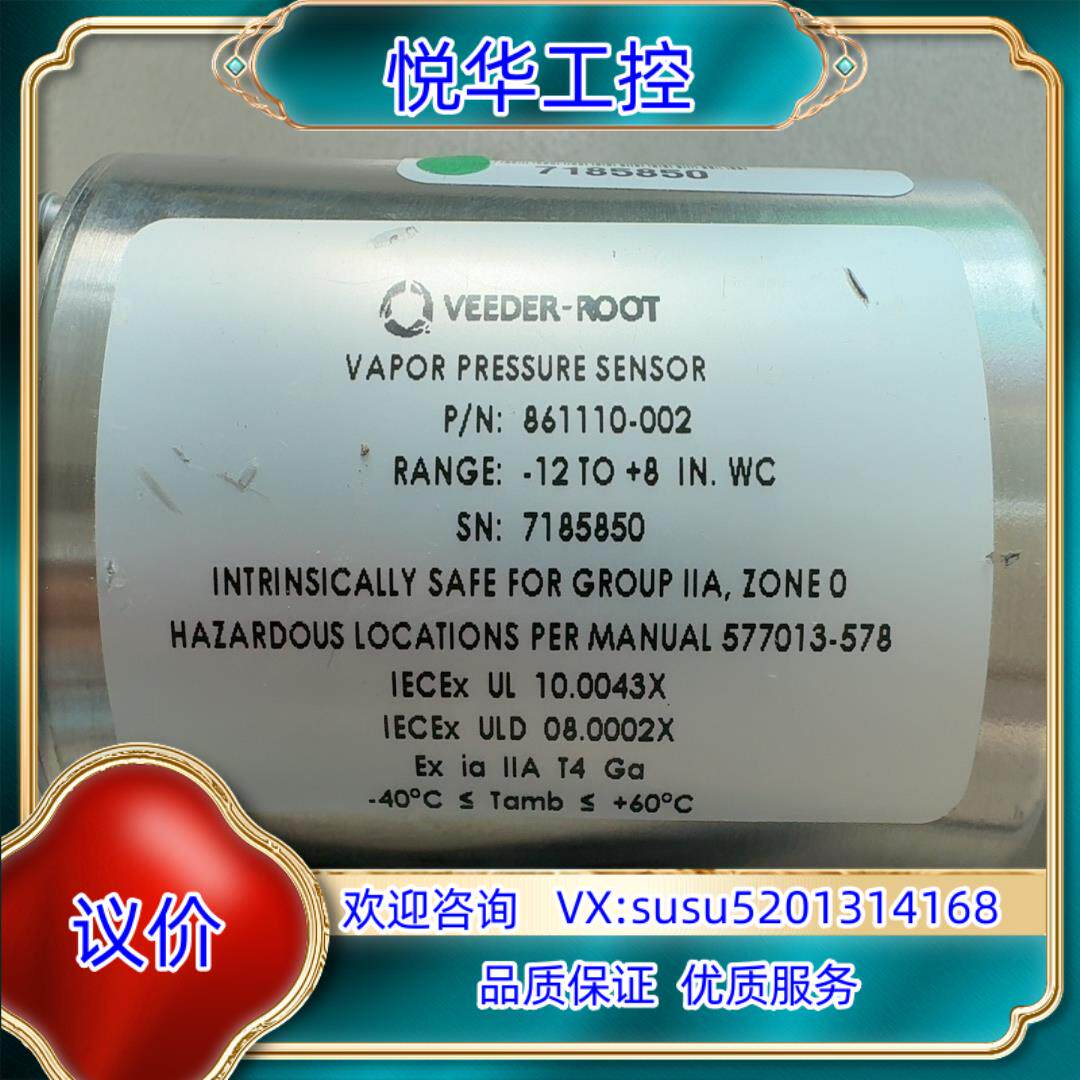 悦华工控
7185850
VEEDER-ROOT
VAPOR PRESSURE SENSOR
P/N: 861110-002
RANGE: -12 TO +8 IN. WC
SN: 7185850
INTRINSICALLY SAFE FOR GROUP IIA, ZONE 0
HAZARDOUS LOCATIONS PER MANUAL 577013-578
IECEx UL 10.0043X
IECEx ULD 08.0002X
Ex ia IIA T4 Ga
-40°C ≤ Tamb ≤ +60°C
议价
欢迎咨询 VX:susu5201314168
品质保证 优质服务